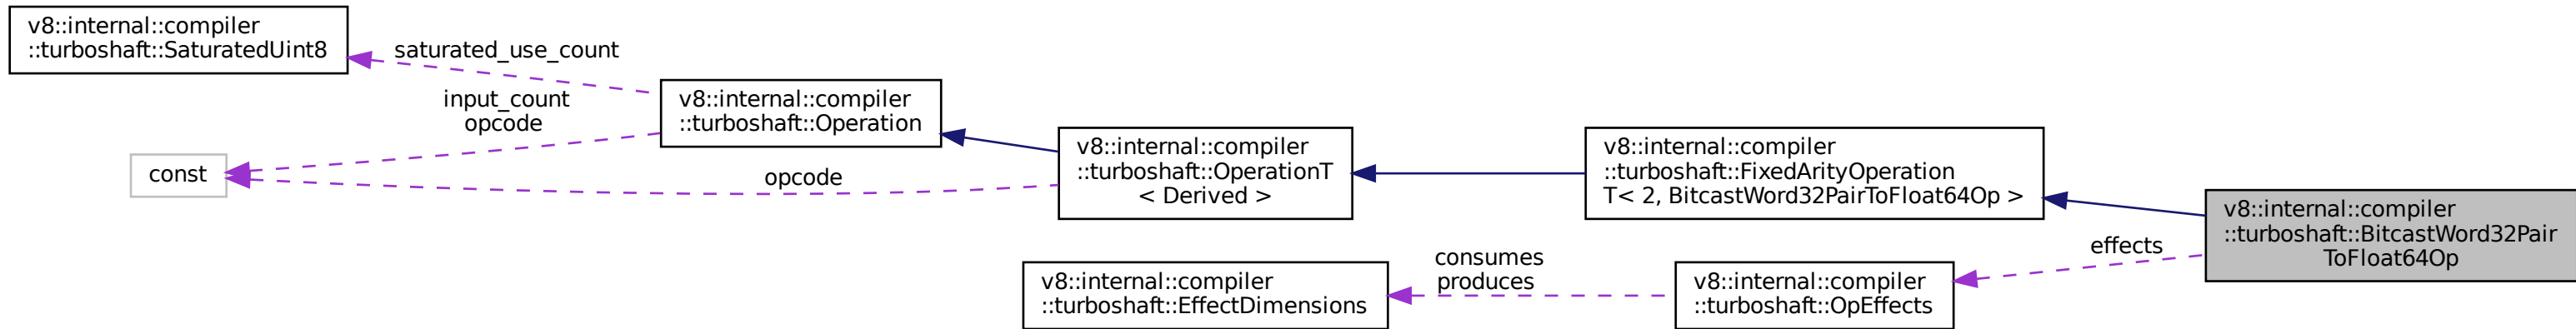 v8::internal::compiler
::turboshaft::SaturatedUint8
saturated_use_count
input_count
opcode
const
v8::internal::compiler
::turboshaft::Operation
opcode
v8::internal::compiler
::turboshaft::OperationT
< Derived >
v8::internal::compiler
::turboshaft::FixedArityOperation
T< 2, BitcastWord32PairToFloat64Op >
v8::internal::compiler
::turboshaft::EffectDimensions
consumes
produces
v8::internal::compiler
::turboshaft::OpEffects
effects
v8::internal::compiler
::turboshaft::BitcastWord32Pair
ToFloat64Op